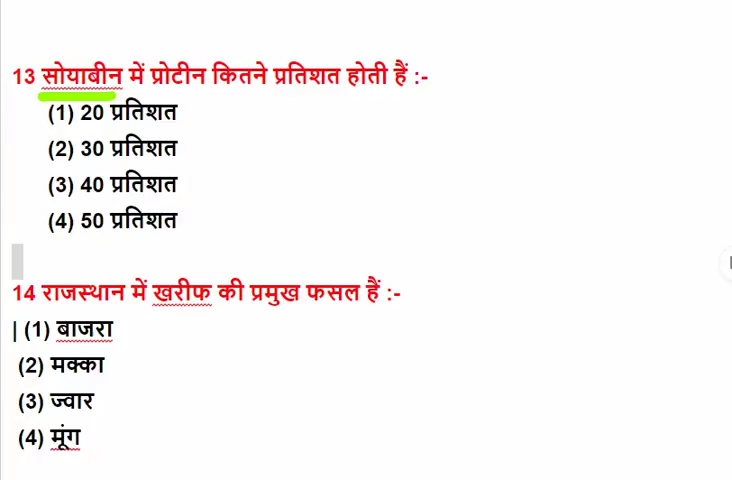 13 सोयाबीन में प्रोटीन कितने प्रतिशत होती हैं :-
(1) 20 प्रतिशत
(2) 30 प्रतिशत
(3) 40 प्रतिशत
(4) 50 प्रतिशत
14 राजस्थान में खरीफ की प्रमुख फसल हैं :-
(1) बाजरा
(2) मक्का
(3) ज्वार
(4) मूंग